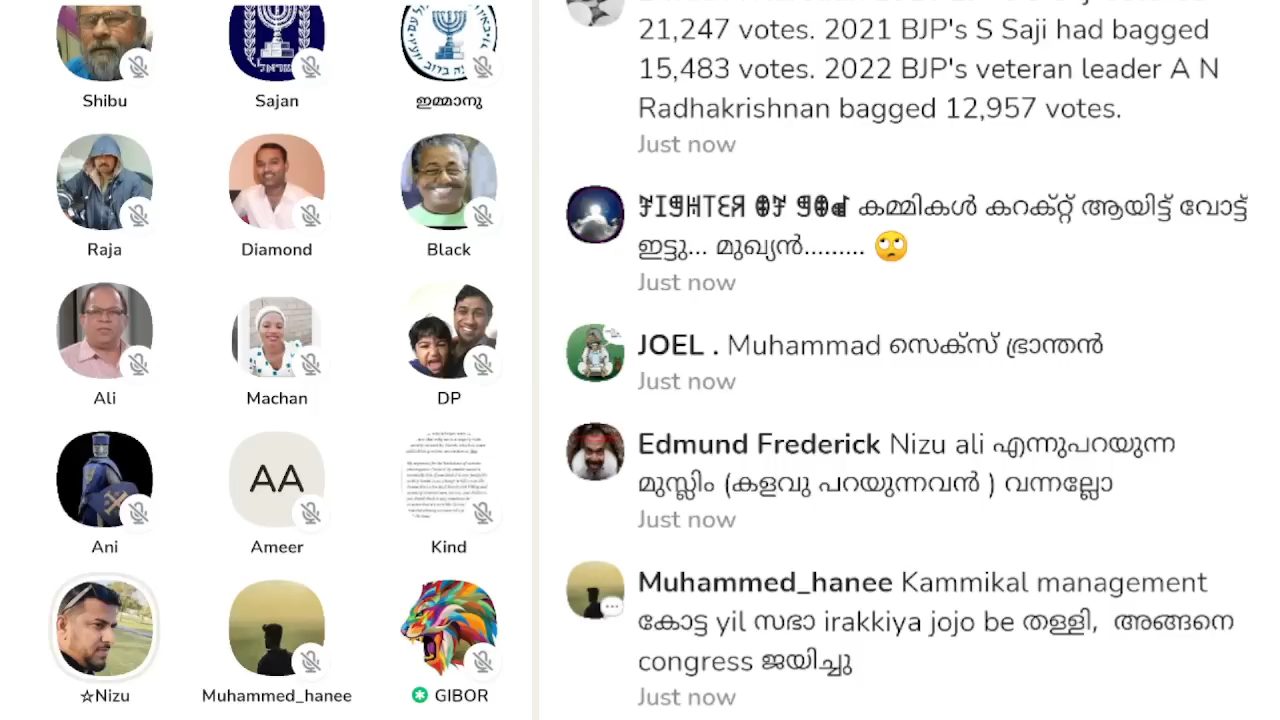 Shibu
Sajan
ഇമ്മാനു
Raja
Diamond
Black
Ali
Machan
DP
AA
Ani
Ameer
Kind
☆Nizu
Muhammed_hanee
GIBOR
21,247 votes. 2021 BJP's S Saji had bagged
15,483 votes. 2022 BJP's veteran leader A N
Radhakrishnan bagged 12,957 votes.
Just now
FIGHTER OF GOD കമ്മികൾ കറക്റ്റ് ആയിട്ട് വോട്ട്
ഇട്ടു... മുഖ്യൻ......... 🙄
Just now
JOEL . Muhammad സെക്സ് ഭ്രാന്തൻ
Just now
Edmund Frederick Nizu ali എന്നുപറയുന്ന
മുസ്ലിം (കളവു പറയുന്നവൻ ) വന്നല്ലോ
Just now
Muhammed_hanee Kammikal management
കോട്ട yil സഭാ irakkiya jojo be തള്ളി, അങ്ങനെ
congress ജയിച്ചു
Just now